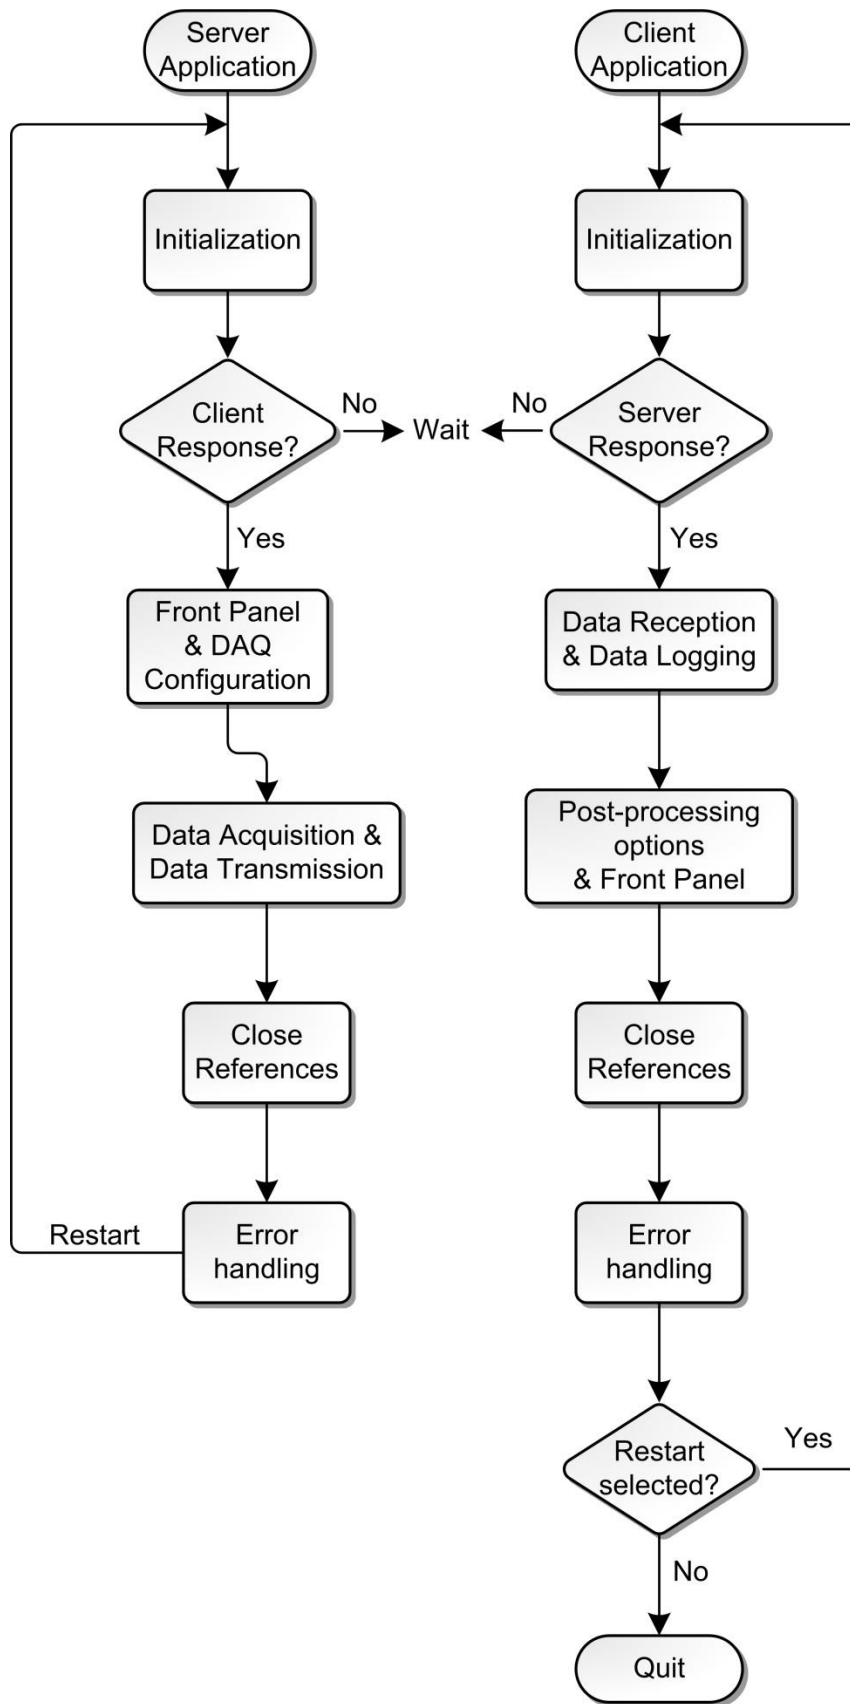 Server
Application
Client
Application
Initialization
Initialization
Client
Response?
No
Wait
No
Server
Response?
Yes
Yes
Front Panel
& DAQ
Configuration
Data Reception
& Data Logging
Data Acquisition &
Data Transmission
Post-processing
options
& Front Panel
Close
References
Close
References
Restart
Error
handling
Error
handling
Restart
selected?
Yes
No
Quit